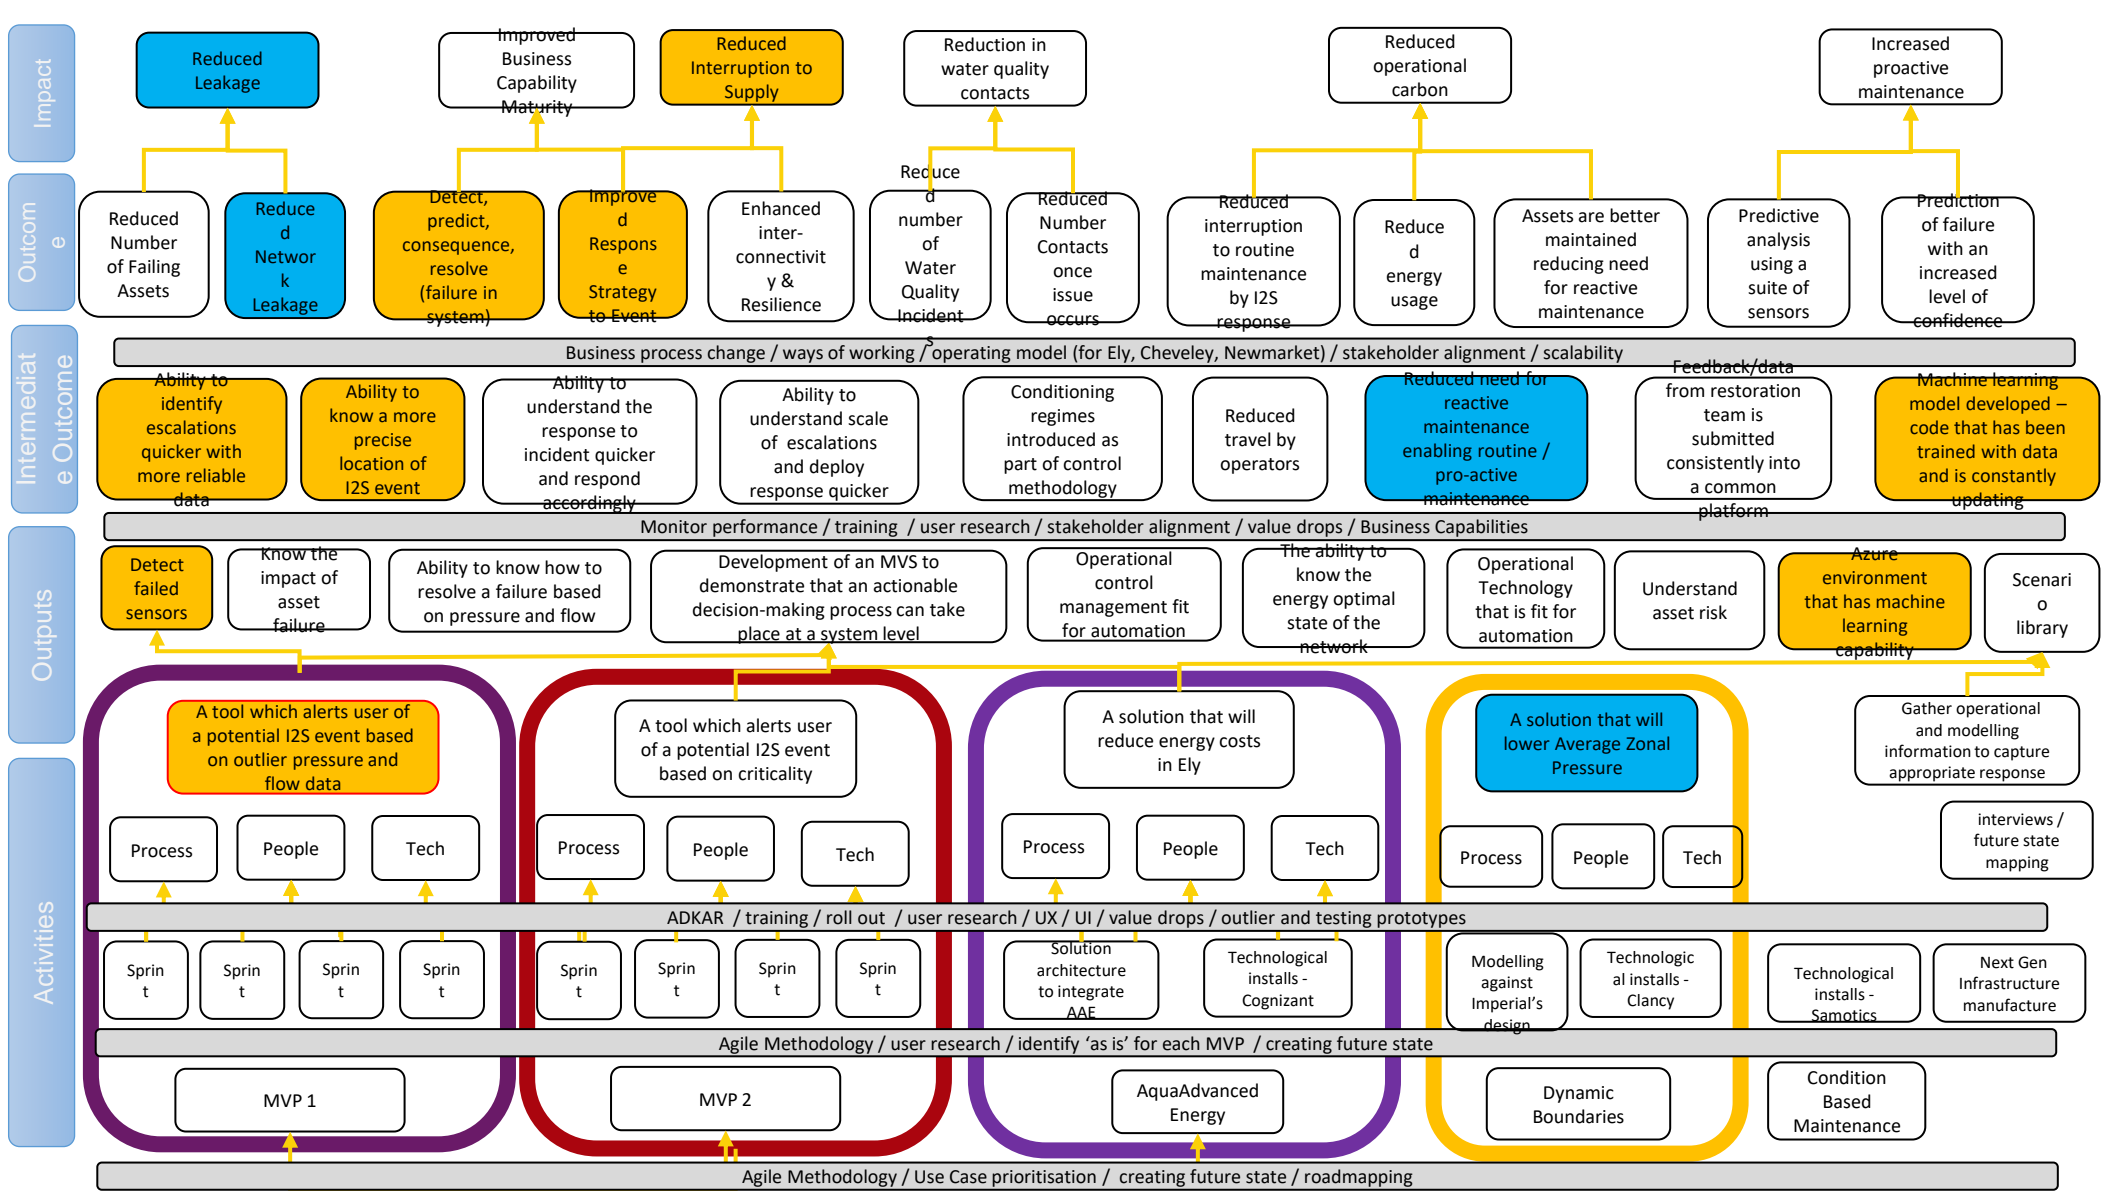 Impact
Reduced
Leakage
Improved
Business
Capability
Maturity
Reduced
Interruption to
Supply
Reduction in
water quality
contacts
Reduced
operational
carbon
Increased
proactive
maintenance
Outcom
e
Reduced
Number
of Failing
Assets
Reduce
d
Networ
k
Leakage
Detect,
predict,
consequence,
resolve
(failure in
system)
Improve
d
Respons
e
Strategy
to Event
Enhanced
inter-
connectivit
y &
Resilience
Reduce
d
number
of
Water
Quality
Incident
s
Reduced
Number
Contacts
once
issue
occurs
Reduced
interruption
to routine
maintenance
by I2S
response
Reduce
d
energy
usage
Assets are better
maintained
reducing need
for reactive
maintenance
Predictive
analysis
using a
suite of
sensors
Prediction
of failure
with an
increased
level of
confidence
Business process change / ways of working / operating model (for Ely, Cheveley, Newmarket) / stakeholder alignment / scalability
Intermediat
e Outcome
Ability to
identify
escalations
quicker with
more reliable
data
Ability to
know a more
precise
location of
I2S event
Ability to
understand the
response to
incident quicker
and respond
accordingly
Ability to
understand scale
of escalations
and deploy
response quicker
Conditioning
regimes
introduced as
part of control
methodology
Reduced
travel by
operators
Reduced need for
reactive
maintenance
enabling routine /
pro-active
maintenance
Feedback/data
from restoration
team is
submitted
consistently into
a common
platform
Machine learning
model developed –
code that has been
trained with data
and is constantly
updating
Monitor performance / training / user research / stakeholder alignment / value drops / Business Capabilities
Outputs
Detect
failed
sensors
Know the
impact of
asset
failure
Ability to know how to
resolve a failure based
on pressure and flow
Development of an MVS to
demonstrate that an actionable
decision-making process can take
place at a system level
Operational
control
management fit
for automation
The ability to
know the
energy optimal
state of the
network
Operational
Technology
that is fit for
automation
Understand
asset risk
Azure
environment
that has machine
learning
capability
Scenari
o
library
A tool which alerts user of
a potential I2S event based
on outlier pressure and
flow data
A tool which alerts user
of a potential I2S event
based on criticality
A solution that will
reduce energy costs
in Ely
A solution that will
lower Average Zonal
Pressure
Gather operational
and modelling
information to capture
appropriate response
Activities
Process
People
Tech
Process
People
Tech
Process
People
Tech
Process
People
Tech
interviews /
future state
mapping
ADKAR / training / roll out / user research / UX / UI / value drops / outlier and testing prototypes
Sprin
t
Sprin
t
Sprin
t
Sprin
t
Sprin
t
Sprin
t
Sprin
t
Sprin
t
Solution
architecture
to integrate
AAE
Technological
installs -
Cognizant
Modelling
against
Imperial's
design
Technologic
al installs -
Clancy
Technological
installs -
Samotics
Next Gen
Infrastructure
manufacture
Agile Methodology / user research / identify ‘as is’ for each MVP / creating future state
MVP 1
MVP 2
AquaAdvanced
Energy
Dynamic
Boundaries
Condition
Based
Maintenance
Agile Methodology / Use Case prioritisation / creating future state / roadmapping